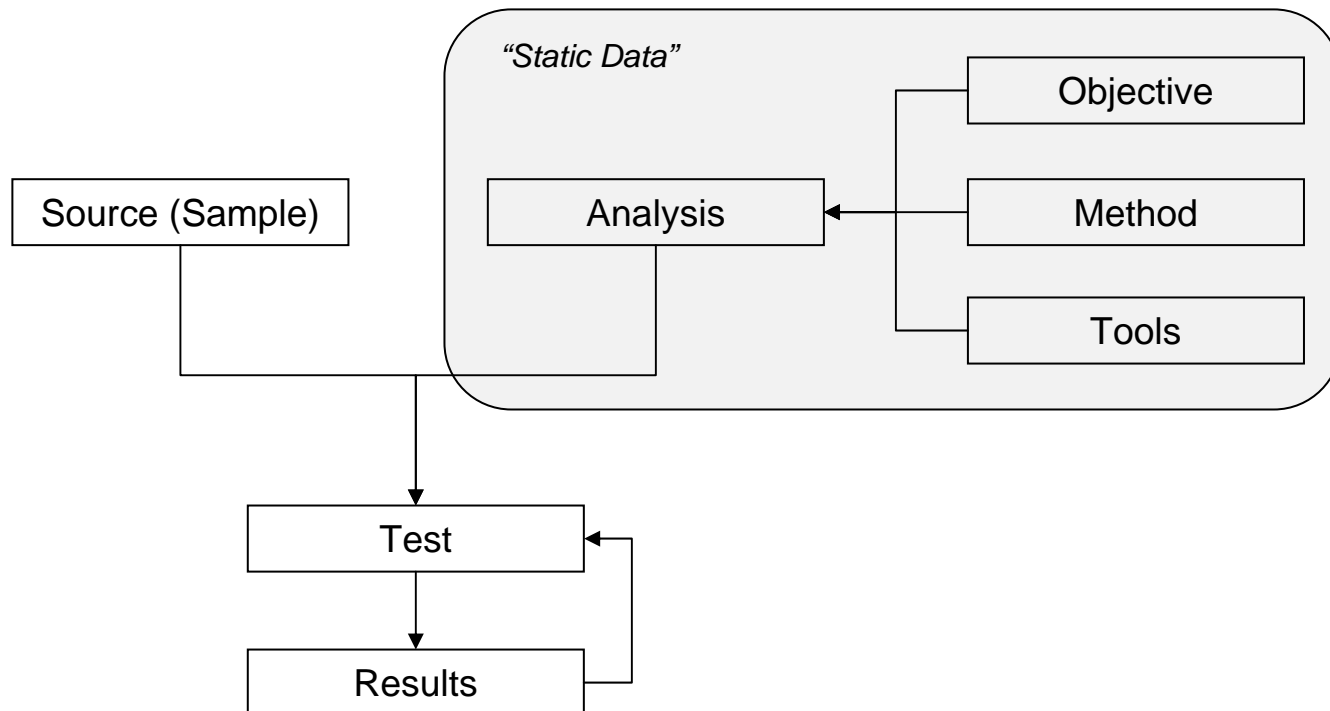 “Static Data”
Objective
Source (Sample)
Analysis
Method
Tools
Test
Results